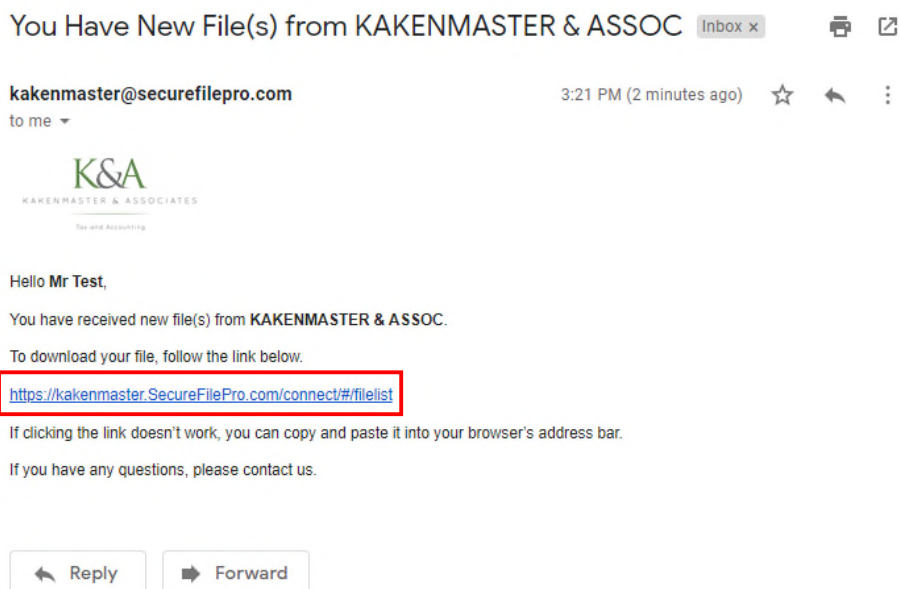 You Have New File(s) from KAKENMASTER & ASSOC Inbox ×
kakenmaster@securefilepro.com 3:21 PM (2 minutes ago)
to me
K&A
KAKENMASTER & ASSOCIATES
Tax and Accounting
Hello Mr Test,
You have received new file(s) from KAKENMASTER & ASSOC.
To download your file, follow the link below.
https://kakenmaster.SecureFilePro.com/connect/#/filelist
If clicking the link doesn't work, you can copy and paste it into your browser's address bar.
If you have any questions, please contact us.
Reply Forward